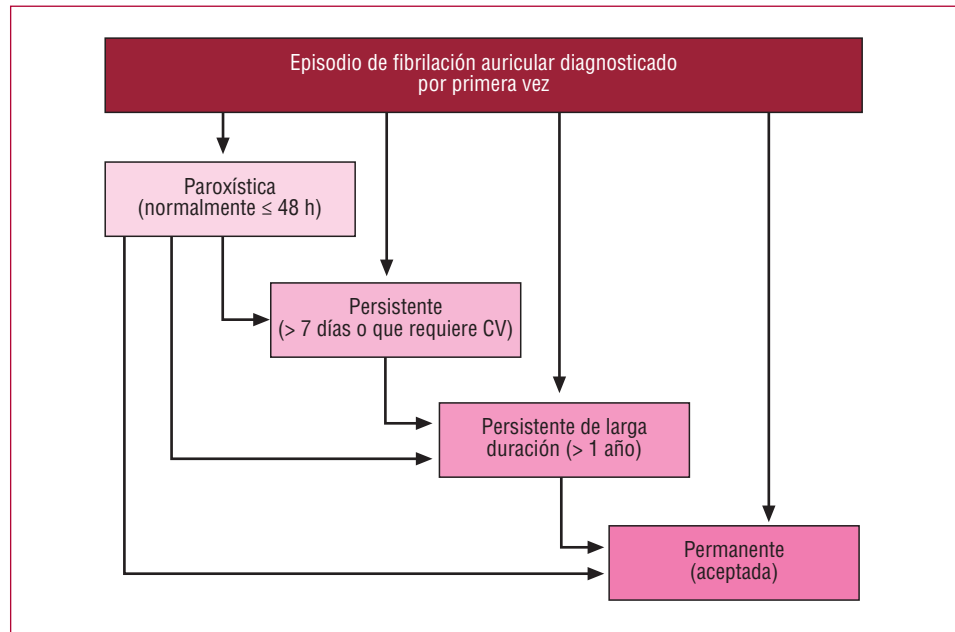 Episodio de fibrilación auricular diagnosticado
por primera vez
Paroxística
(normalmente ≤ 48 h)
Persistente
(> 7 días o que requiere CV)
Persistente de larga
duración (> 1 año)
Permanente
(aceptada)